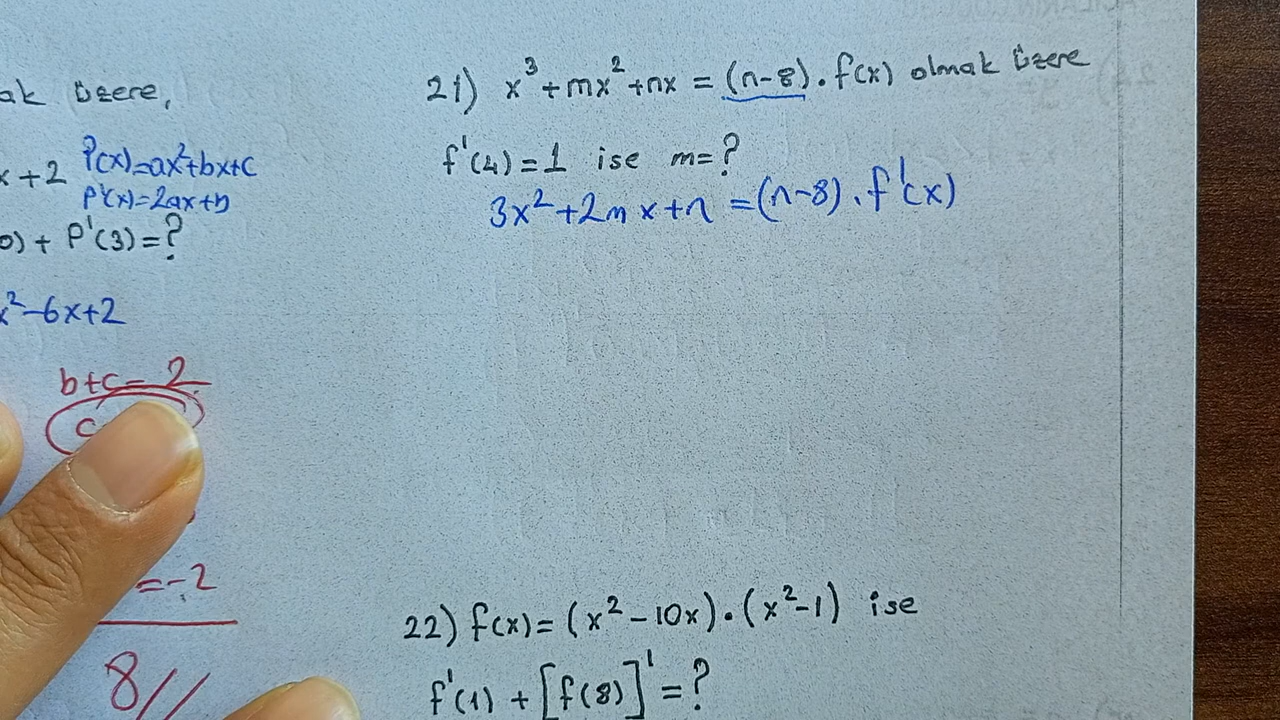 ak üzere,
x+2 P(x)=ax²+bx+c
P'(x)=2ax+b
0) + P'(3)=?
x²-6x+2
b+c=2
c
=-2
8//
21) x³+mx²+nx = (n-8).f(x) olmak üzere
f'(4)=1 ise m=?
3x²+2mx+n =(n-8).f'(x)
22) f(x)= (x²-10x).(x²-1) ise
f'(1) + [f(8)]' =?